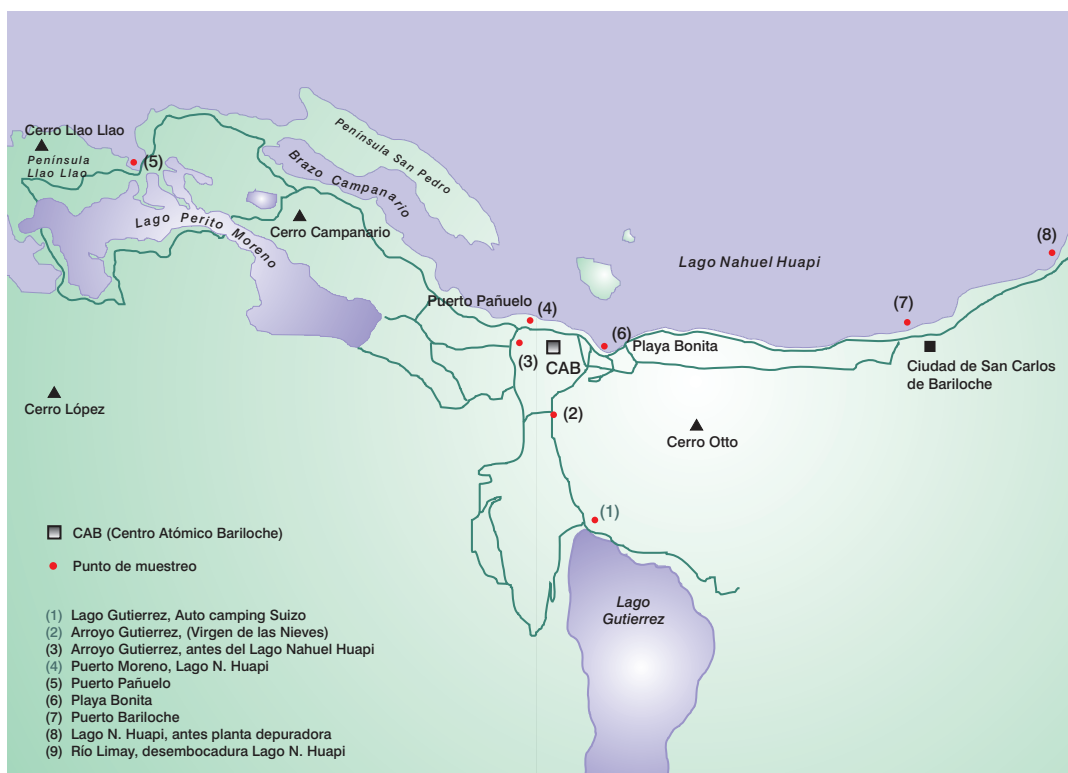 Cerro Llao Llao
Península
Llao Llao
(5)
Península San Pedro
Brazo Campanario
Lago Perito Moreno
Cerro Campanario
Lago Nahuel Huapi
(8)
Puerto Pañuelo
(4)
(7)
(6)
(3)
CAB
Playa Bonita
Ciudad de San Carlos
de Bariloche
Cerro López
(2)
Cerro Otto
(1)
Lago
Gutierrez
CAB (Centro Atómico Bariloche)
Punto de muestreo
(1) Lago Gutierrez, Auto camping Suizo
(2) Arroyo Gutierrez, (Virgen de las Nieves)
(3) Arroyo Gutierrez, antes del Lago Nahuel Huapi
(4) Puerto Moreno, Lago N. Huapi
(5) Puerto Pañuelo
(6) Playa Bonita
(7) Puerto Bariloche
(8) Lago N. Huapi, antes planta depuradora
(9) Río Limay, desembocadura Lago N. Huapi